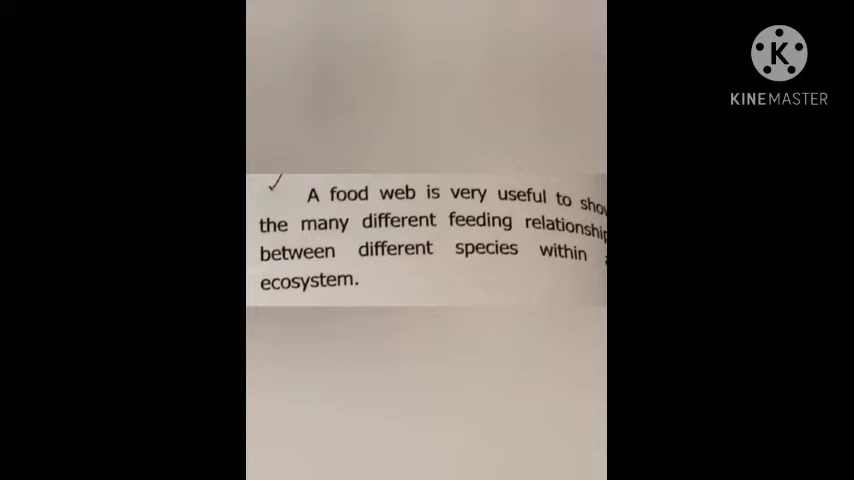 A food web is very useful to
the many different feeding
between different species within
ecosystem.
K
KINEMASTER